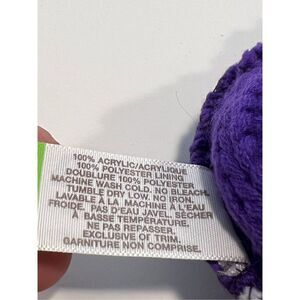 100% ACRYLIC/ACRYLIQUE
100% POLYESTER LINING
DOUBLURE 100% POLYESTER
MACHINE WASH COLD. NO BLEACH.
TUMBLE DRY LOW. NO IRON.
LAVABLE À LA MACHINE À L'EAU
FROIDE. PAS D'EAU JAVEL. SÉCHER
À BASSE TEMPÉRATURE.
NE PAS REPASSER.
EXCLUSIVE OF TRIM.
GARNITURE NON COMPRISE.